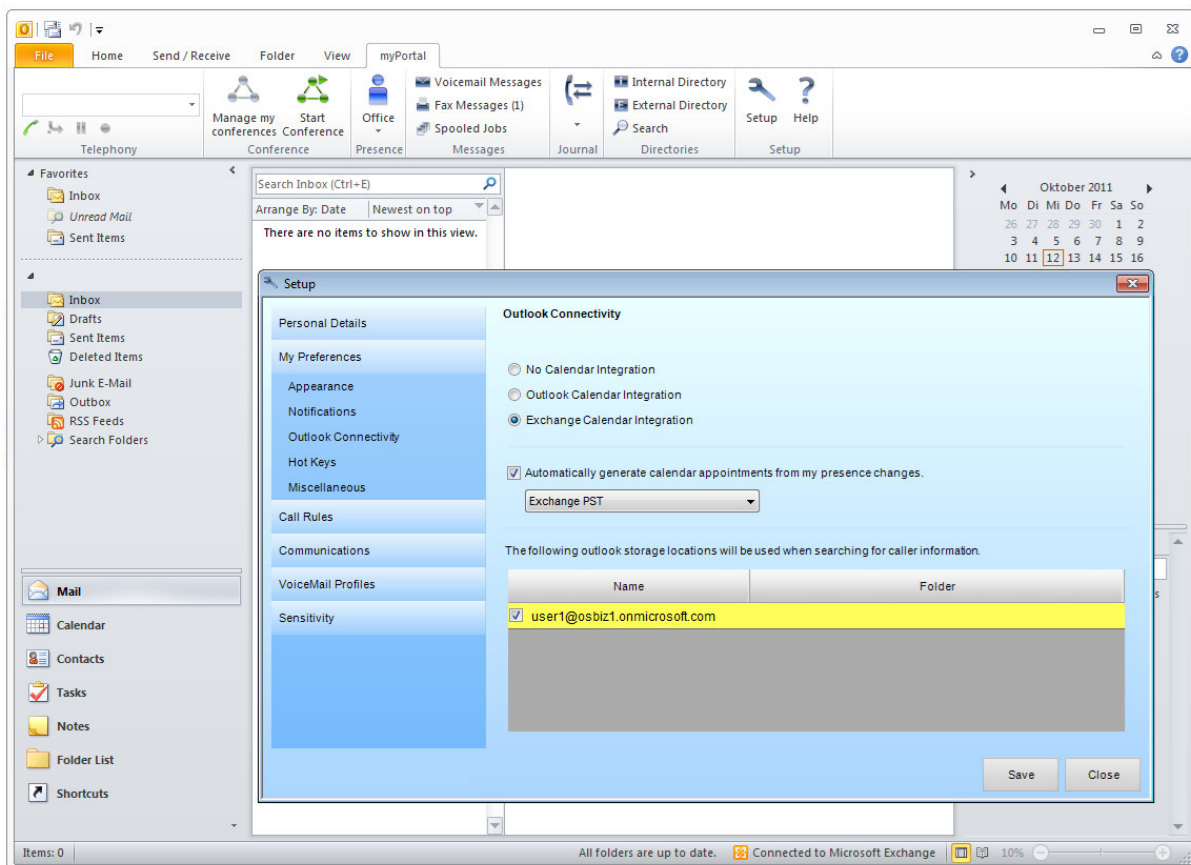 File Home Send / Receive Folder View myPortal
Manage my conferences
Start Conference
Office
Voicemail Messages
Fax Messages (1)
Spooled Jobs
Internal Directory
External Directory
Search
Setup Help
Telephony Conference Presence Messages Journal Directories Setup
Favorites
Inbox
Unread Mail
Sent Items
Inbox
Drafts
Sent Items
Deleted Items
Junk E-Mail
Outbox
RSS Feeds
Search Folders
Mail
Calendar
Contacts
Tasks
Notes
Folder List
Shortcuts
Search Inbox (Ctrl+E)
Arrange By: Date Newest on top
There are no items to show in this view.
Oktober 2011
Mo Di Mi Do Fr Sa So
26 27 28 29 30 1 2
3 4 5 6 7 8 9
10 11 12 13 14 15 16
Setup
Personal Details
My Preferences
Appearance
Notifications
Outlook Connectivity
Hot Keys
Miscellaneous
Call Rules
Communications
VoiceMail Profiles
Sensitivity
Outlook Connectivity
No Calendar Integration
Outlook Calendar Integration
Exchange Calendar Integration
Automatically generate calendar appointments from my presence changes.
Exchange PST
The following outlook storage locations will be used when searching for caller information.
Name Folder
user1@osbiz1.onmicrosoft.com
Save Close
Items: 0 All folders are up to date. Connected to Microsoft Exchange 10%